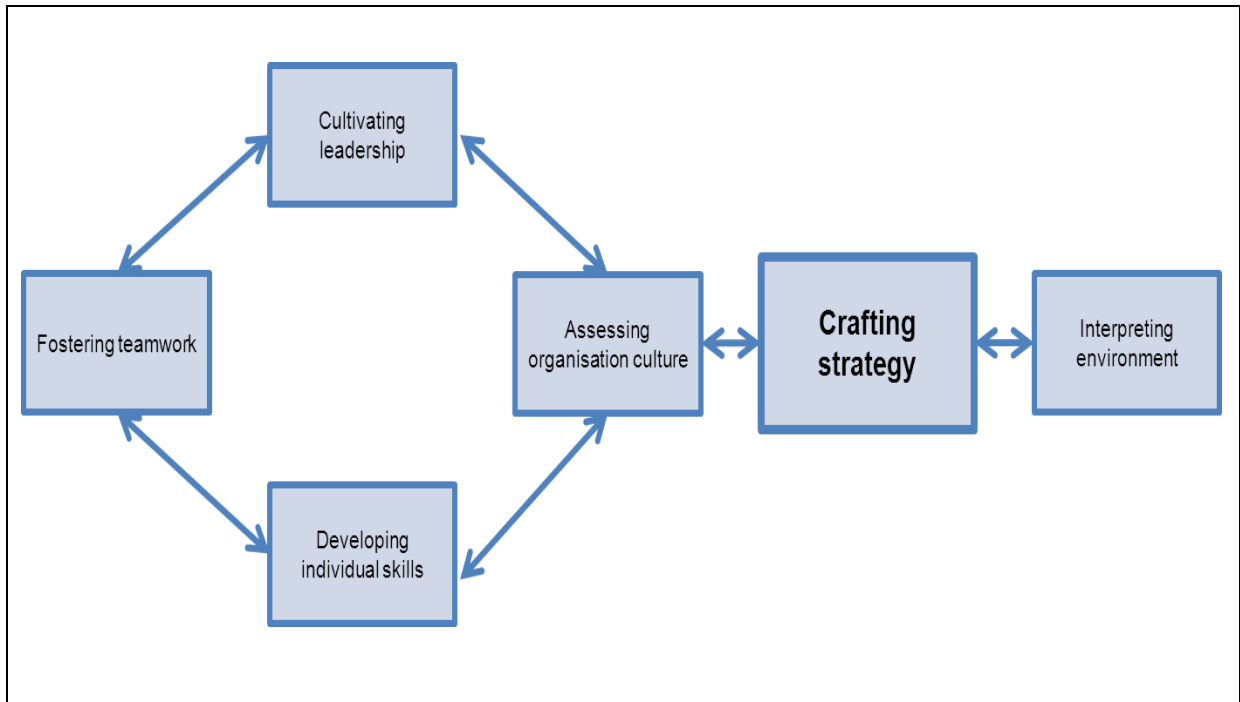 Cultivating
leadership
Fostering teamwork
Assessing
organisation culture
Crafting
strategy
Interpreting
environment
Developing
individual skills